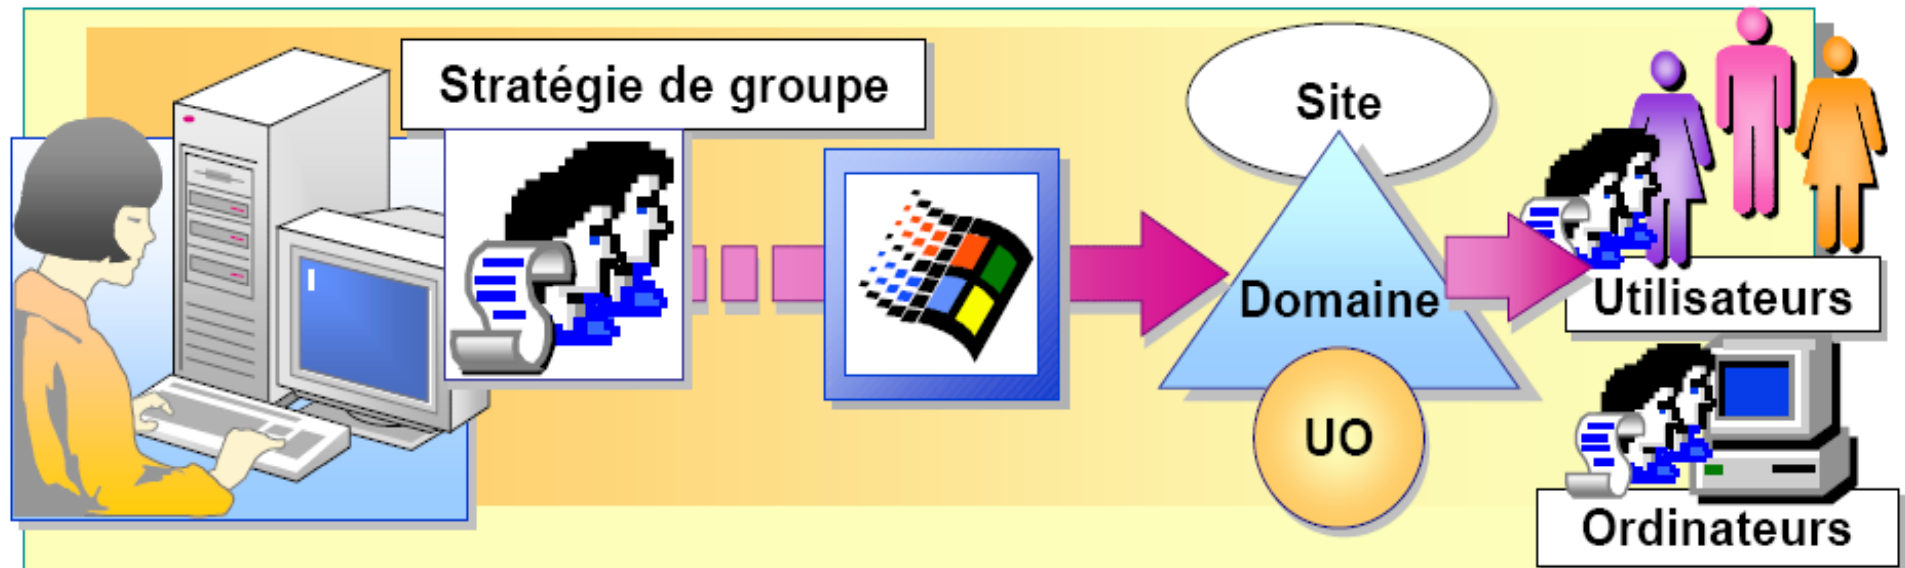 Stratégie de groupe
Site
Domaine
UO
Utilisateurs
Ordinateurs